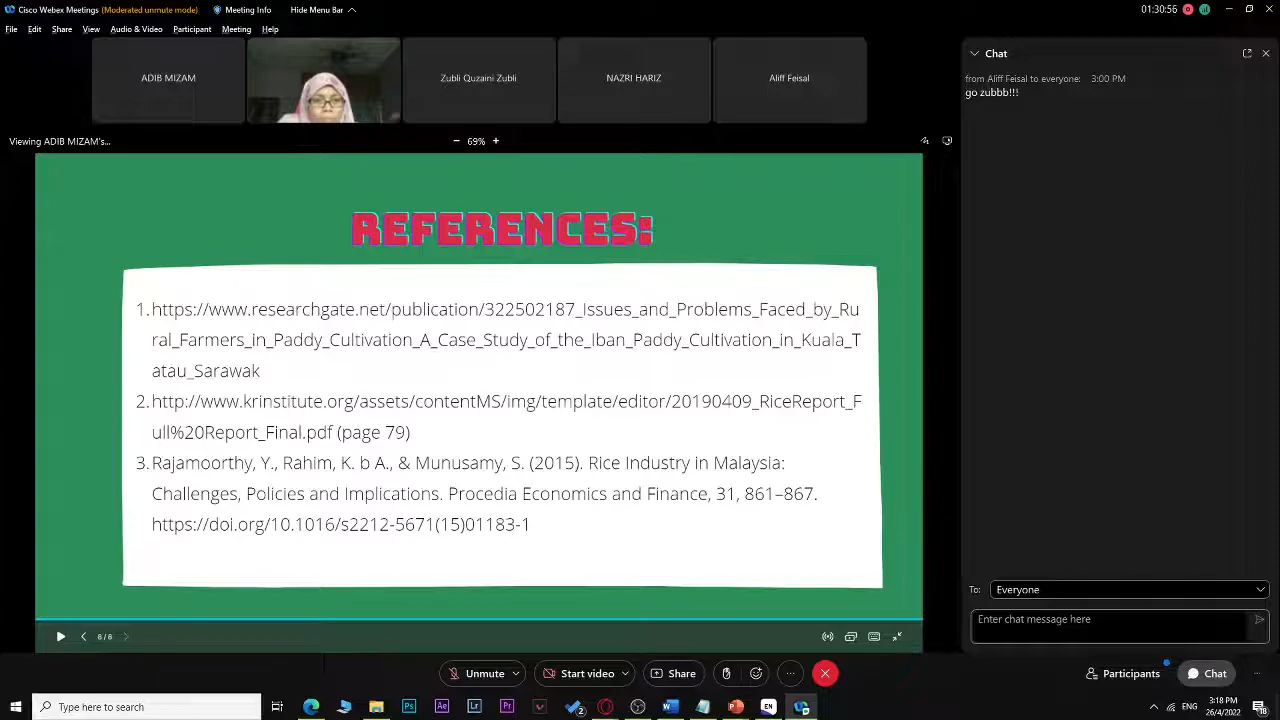 Cisco Webex Meetings (Moderated unmute mode) Meeting Info Hide Menu Bar 01:30:56
File Edit Share View Audio & Video Participant Meeting Help
ADIB MIZAM Zubli Quzaini Zubli NAZRI HARIZ Aliff Feisal
Viewing ADIB MIZAM's... 69%
REFERENCES:
1. https://www.researchgate.net/publication/322502187_Issues_and_Problems_Faced_by_Ru
ral_Farmers_in_Paddy_Cultivation_A_Case_Study_of_the_Iban_Paddy_Cultivation_in_Kuala_T
atau_Sarawak
2. http://www.krinstitute.org/assets/contentMS/img/template/editor/20190409_RiceReport_F
ull%20Report_Final.pdf (page 79)
3. Rajamoorthy, Y., Rahim, K. b A., & Munusamy, S. (2015). Rice Industry in Malaysia:
Challenges, Policies and Implications. Procedia Economics and Finance, 31, 861–867.
https://doi.org/10.1016/s2212-5671(15)01183-1
8/8
Chat
from Aliff Feisal to everyone: 3:00 PM
go zubbb!!!
To: Everyone
Enter chat message here
Unmute Start video Share Participants Chat
Type here to search
Ps Ae Lr Pr 2 EN
ENG 3:18 PM
26/4/2022